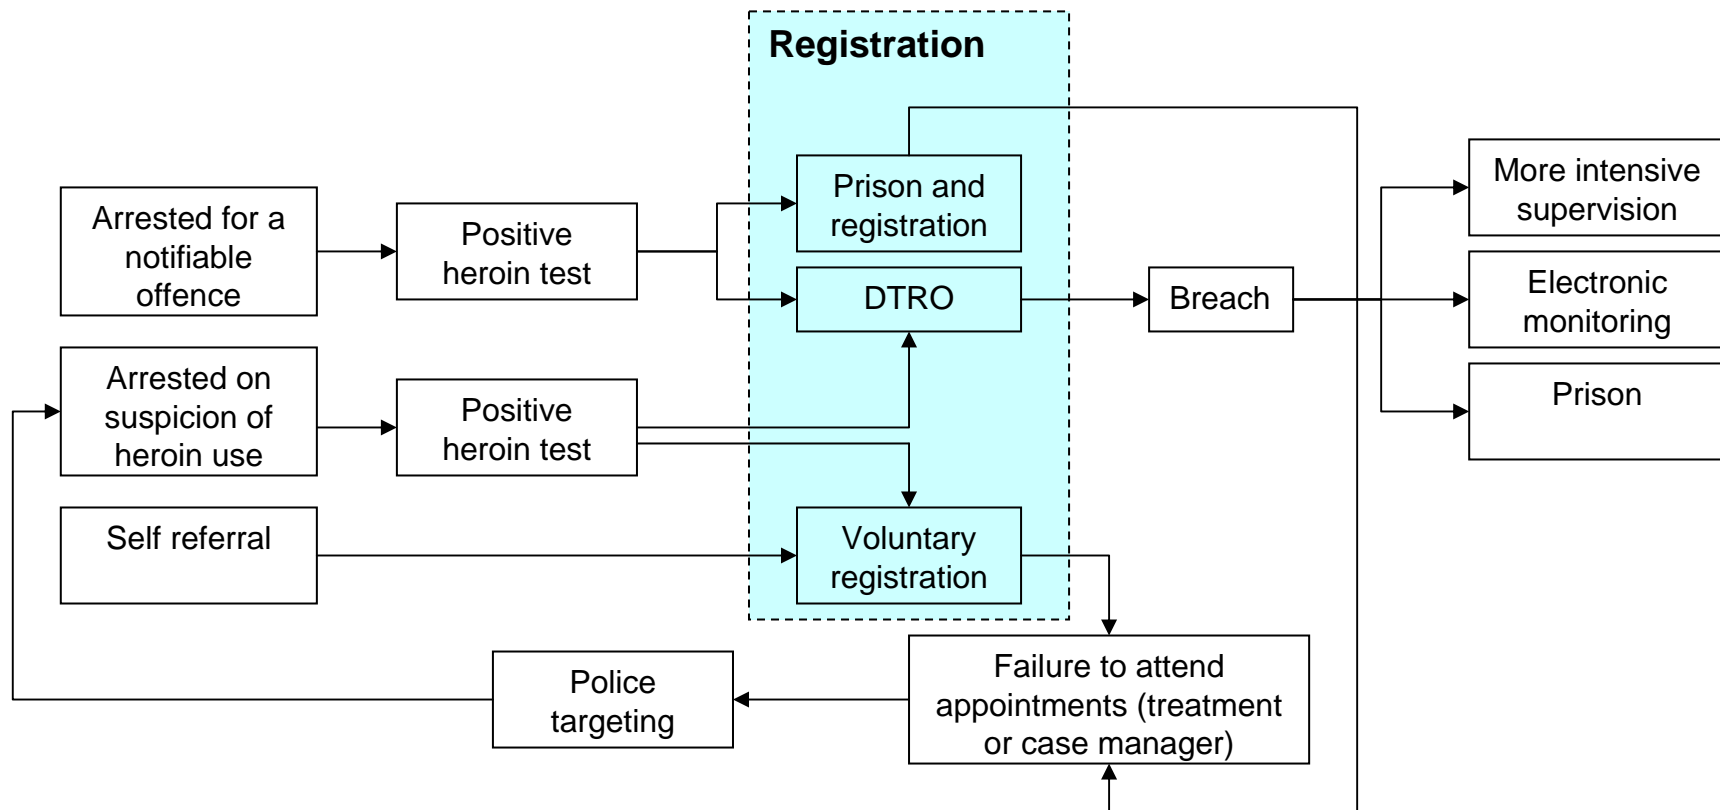 Registration
Prison and
registration
More intensive
supervision
Arrested for a
notifiable
offence
Positive
heroin test
DTRO
Breach
Electronic
monitoring
Arrested on
suspicion of
heroin use
Positive
heroin test
Prison
Self referral
Voluntary
registration
Police
targeting
Failure to attend
appointments (treatment
or case manager)